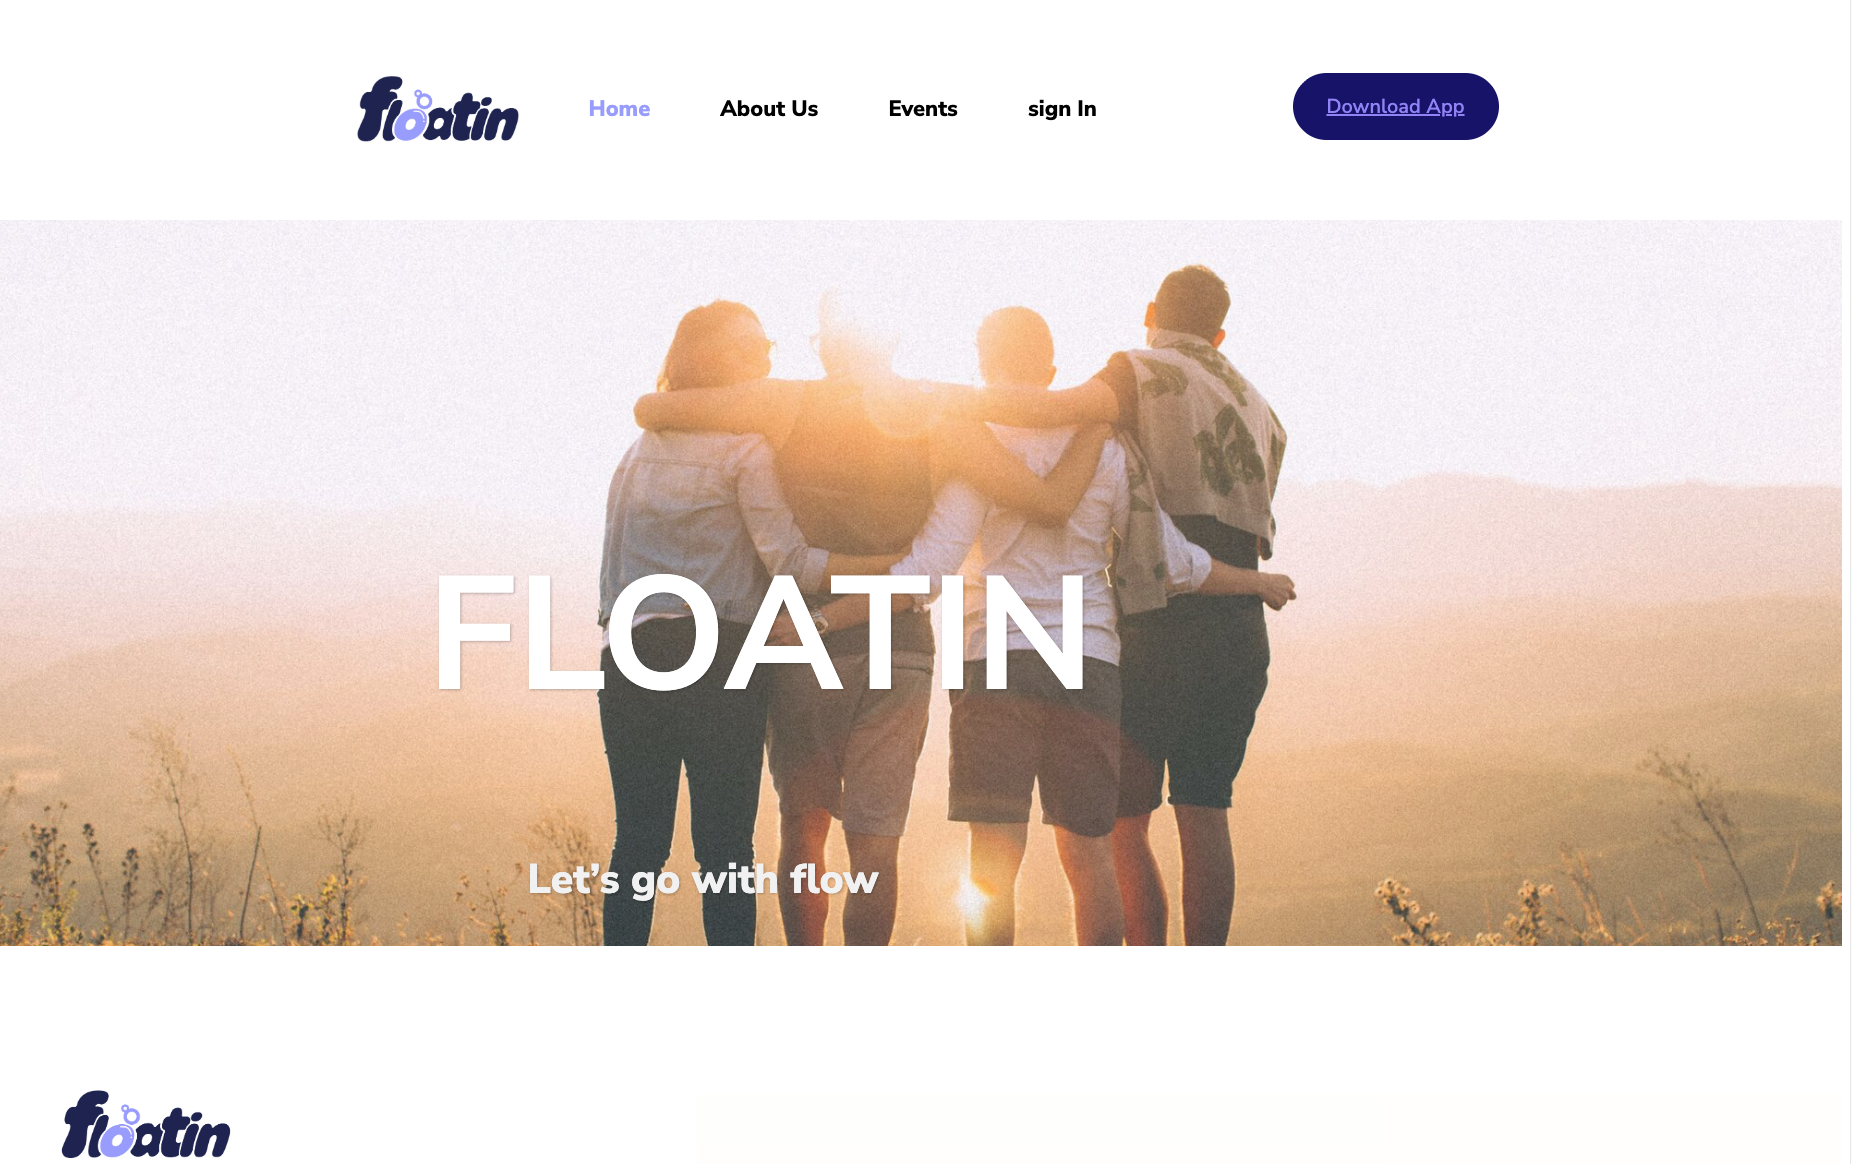 floatin
Home
About Us
Events
sign In
Download App
FLOATIN
Let's go with flow
floatin